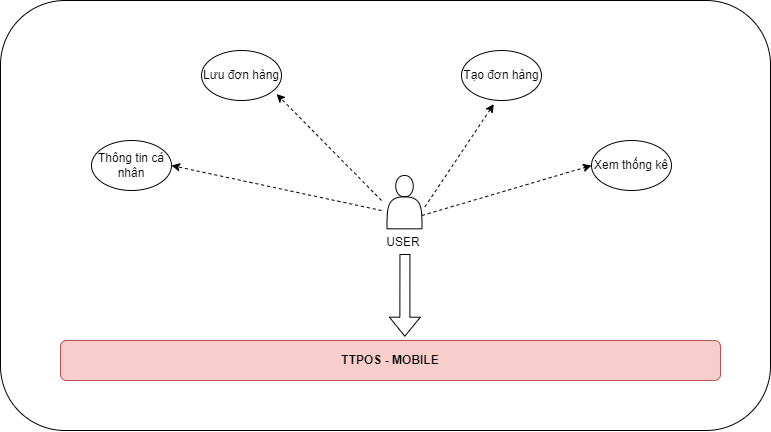 Lưu đơn hàng
Tạo đơn hàng
Thông tin cá
nhân
Xem thống kê
USER
TTPOS - MOBILE